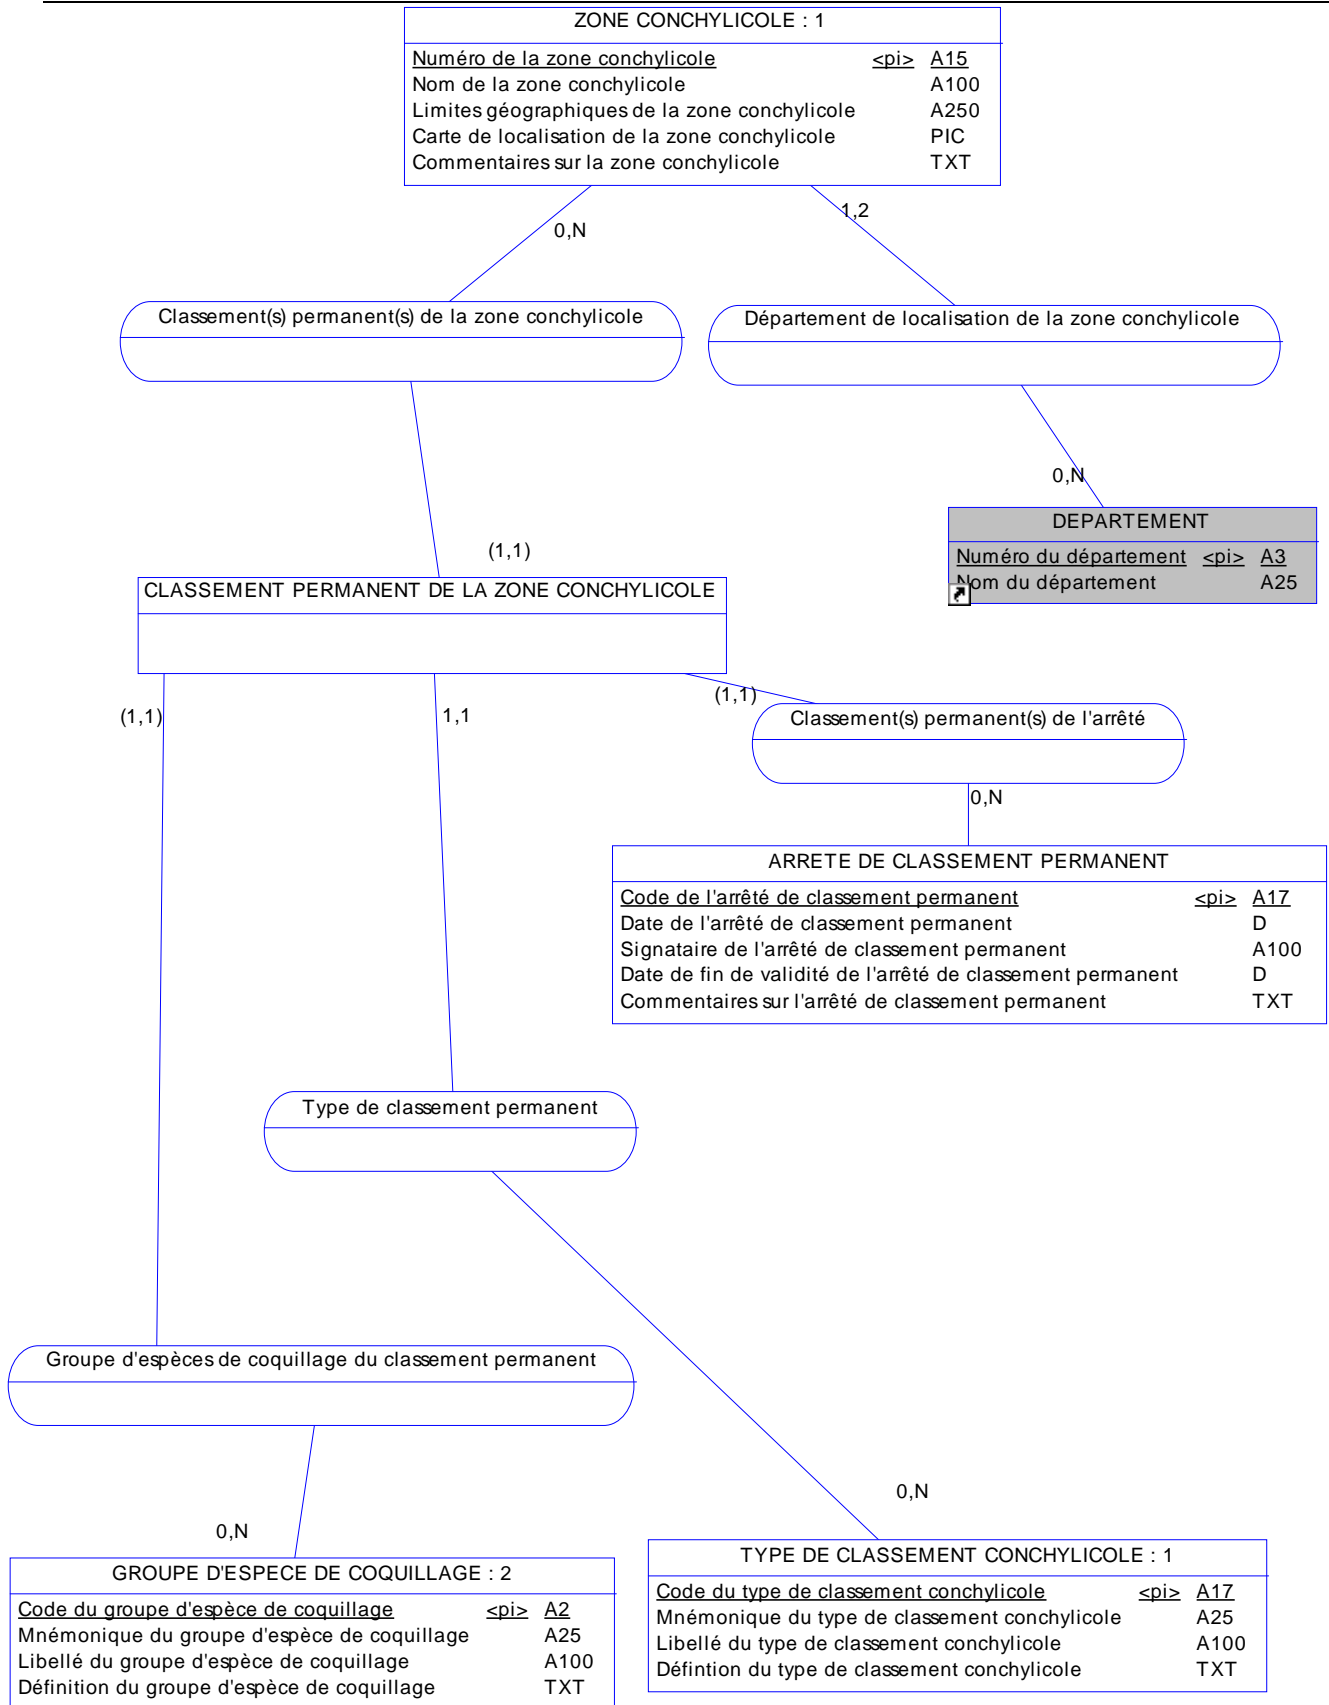 ZONE CONCHYLICOLE : 1
Numéro de la zone conchylicole <pi> A15
Nom de la zone conchylicole A100
Limites géographiques de la zone conchylicole A250
Carte de localisation de la zone conchylicole PIC
Commentaires sur la zone conchylicole TXT
1,2
0,N
Classement(s) permanent(s) de la zone conchylicole
Département de localisation de la zone conchylicole
0,N
DEPARTEMENT
Numéro du département <pi> A3
Nom du département A25
(1,1)
CLASSEMENT PERMANENT DE LA ZONE CONCHYLICOLE
(1,1)
1,1
(1,1)
Classement(s) permanent(s) de l'arrêté
0,N
ARRETE DE CLASSEMENT PERMANENT
Code de l'arrêté de classement permanent <pi> A17
Date de l'arrêté de classement permanent D
Signataire de l'arrêté de classement permanent A100
Date de fin de validité de l'arrêté de classement permanent D
Commentaires sur l'arrêté de classement permanent TXT
Type de classement permanent
Groupe d'espèces de coquillage du classement permanent
0,N
0,N
GROUPE D'ESPECE DE COQUILLAGE : 2
Code du groupe d'espèce de coquillage <pi> A2
Mnémonique du groupe d'espèce de coquillage A25
Libellé du groupe d'espèce de coquillage A100
Définition du groupe d'espèce de coquillage TXT
TYPE DE CLASSEMENT CONCHYLICOLE : 1
Code du type de classement conchylicole <pi> A17
Mnémonique du type de classement conchylicole A25
Libellé du type de classement conchylicole A100
Défintion du type de classement conchylicole TXT